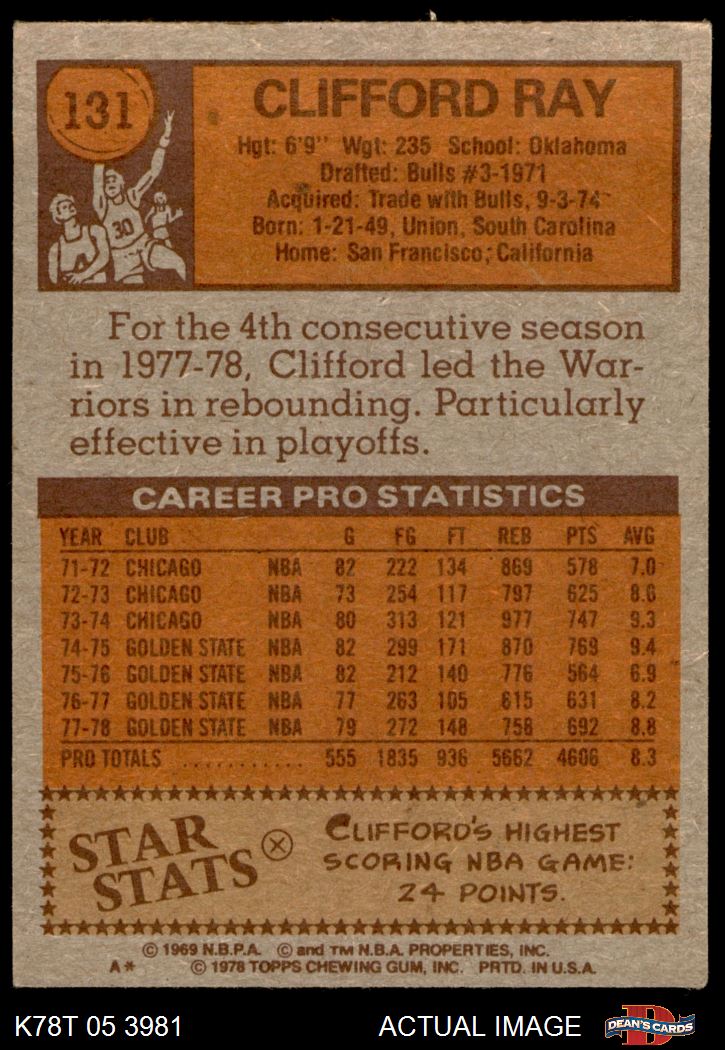 131
CLIFFORD RAY
Hgt: 6'9" Wgt: 235 School: Oklahoma
Drafted: Bulls #3-1971
Acquired: Trade with Bulls, 9-3-74
Born: 1-21-49, Union, South Carolina
Home: San Francisco, California
30
For the 4th consecutive season
in 1977-78, Clifford led the War-
riors in rebounding. Particularly
effective in playoffs.
CAREER PRO STATISTICS
YEAR CLUB G FG FT REB PTS AVG
71-72 CHICAGO NBA 82 222 134 869 578 7.0
72-73 CHICAGO NBA 73 254 117 797 625 8.6
73-74 CHICAGO NBA 80 313 121 977 747 9.3
74-75 GOLDEN STATE NBA 82 299 171 870 769 9.4
75-76 GOLDEN STATE NBA 82 212 140 776 564 6.9
76-77 GOLDEN STATE NBA 77 263 105 615 631 8.2
77-78 GOLDEN STATE NBA 79 272 148 758 692 8.8
PRO TOTALS ........... 555 1835 936 5662 4606 8.3
STAR
STATS
CLIFFORD'S HIGHEST
SCORING NBA GAME:
24 POINTS.
© 1969 N.B.P.A. © and TM N.B.A. PROPERTIES, INC.
A* © 1978 TOPPS CHEWING GUM, INC. PRTD. IN U.S.A.
K78T 05 3981 ACTUAL IMAGE
D
DEAN'S CARDS